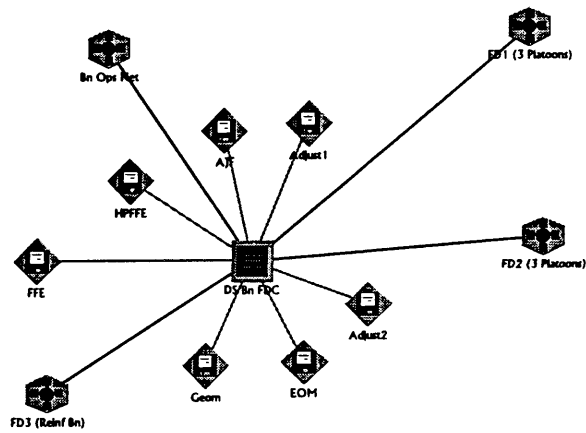 FD1 (3 Platoons)
Bn Ops Net
AJF
Adjust1
HPFFE
FD2 (3 Platoons)
FFE
DS Bn FDC
Adjust2
Geom
EOM
FD3 (Reinf Bn)